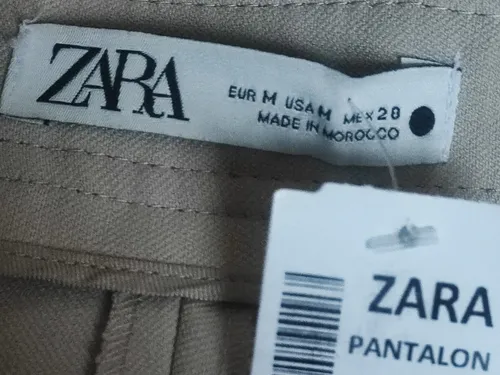 ZARA
EUR M USA M MEX 28
MADE IN MOROCCO
ZARA
PANTALON